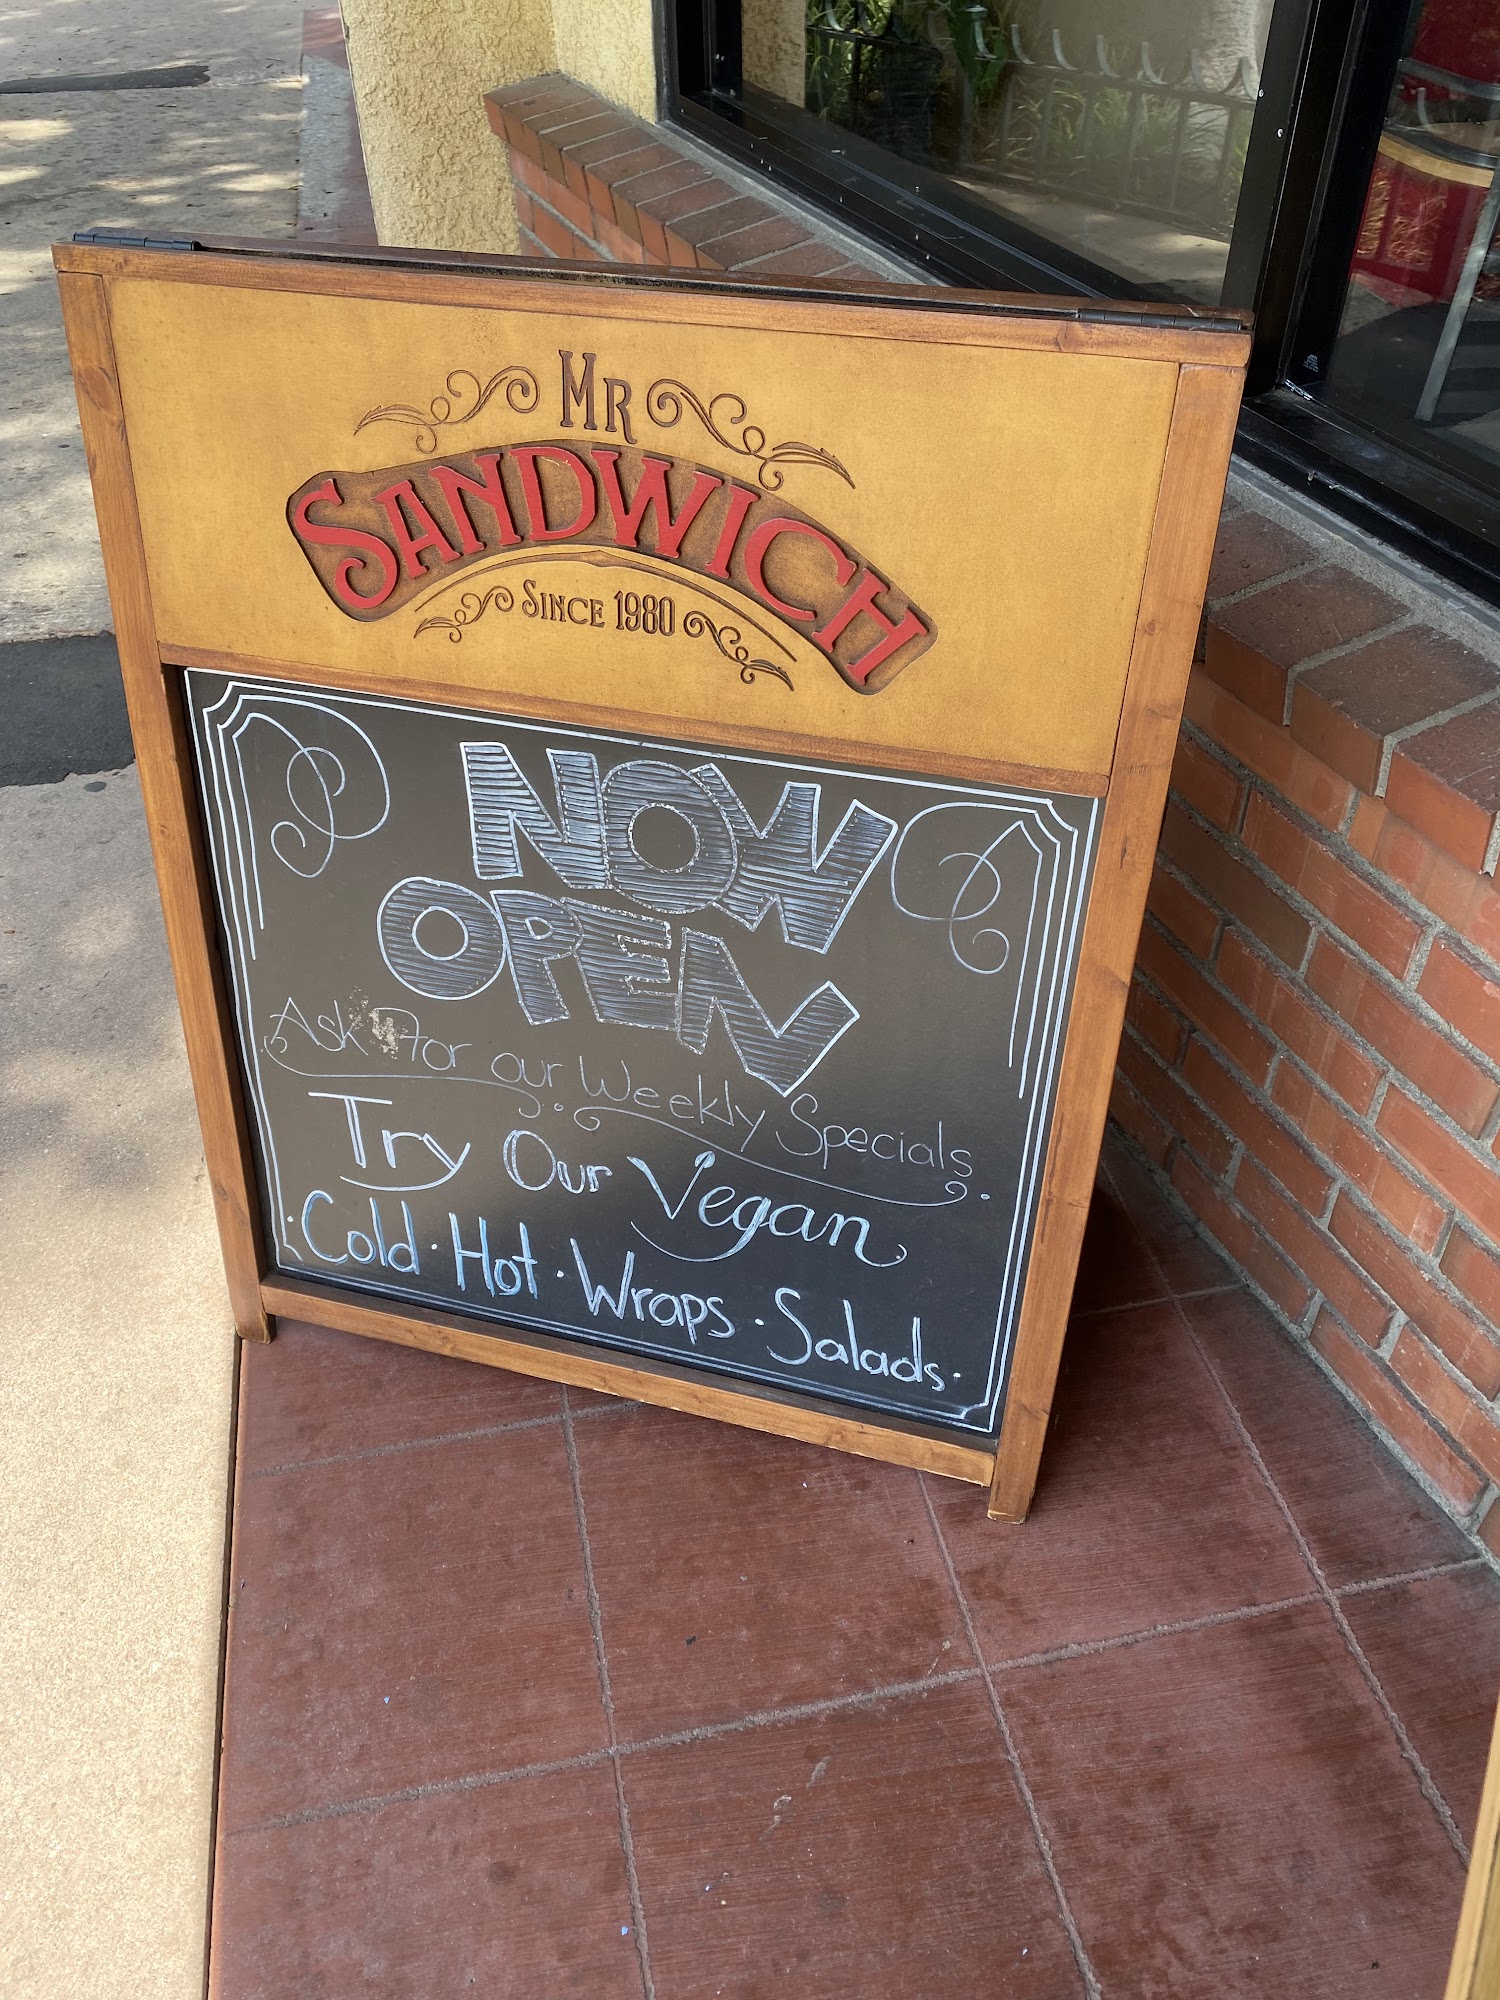 MR
SANDWICH
SINCE 1980
NOW
OPEN
Ask For our Weekly Specials
Try Our Vegan
·Cold·Hot·Wraps·Salads·